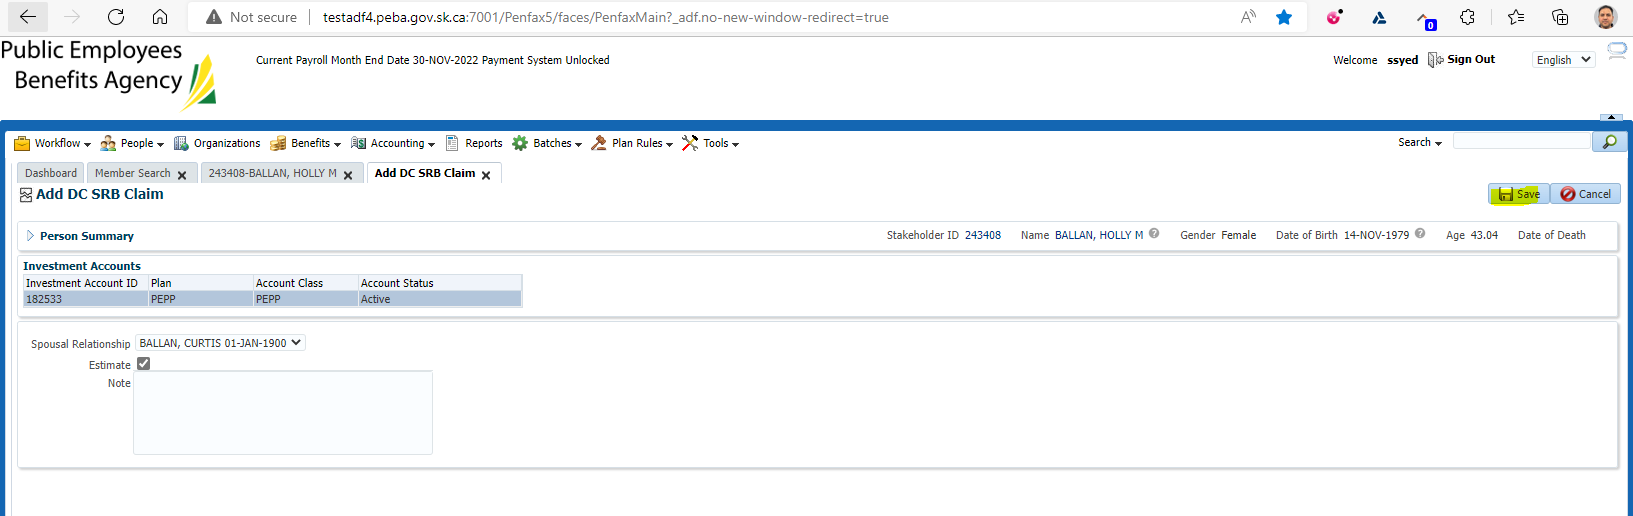 Not secure testadf4.peba.gov.sk.ca:7001/Penfax5/faces/PenfaxMain?_adf.no-new-window-redirect=true A 0
Public Employees
Benefits Agency
Current Payroll Month End Date 30-NOV-2022 Payment System Unlocked
Welcome ssyed Sign Out English
Workflow People Organizations Benefits Accounting Reports Batches Plan Rules Tools Search
Dashboard Member Search 243408-BALLAN, HOLLY M Add DC SRB Claim
Add DC SRB Claim Save Cancel
Person Summary Stakeholder ID 243408 Name BALLAN, HOLLY M Gender Female Date of Birth 14-NOV-1979 Age 43.04 Date of Death
Investment Accounts
Investment Account ID Plan Account Class Account Status
182533 PEPP PEPP Active
Spousal Relationship BALLAN, CURTIS 01-JAN-1900
Estimate
Note